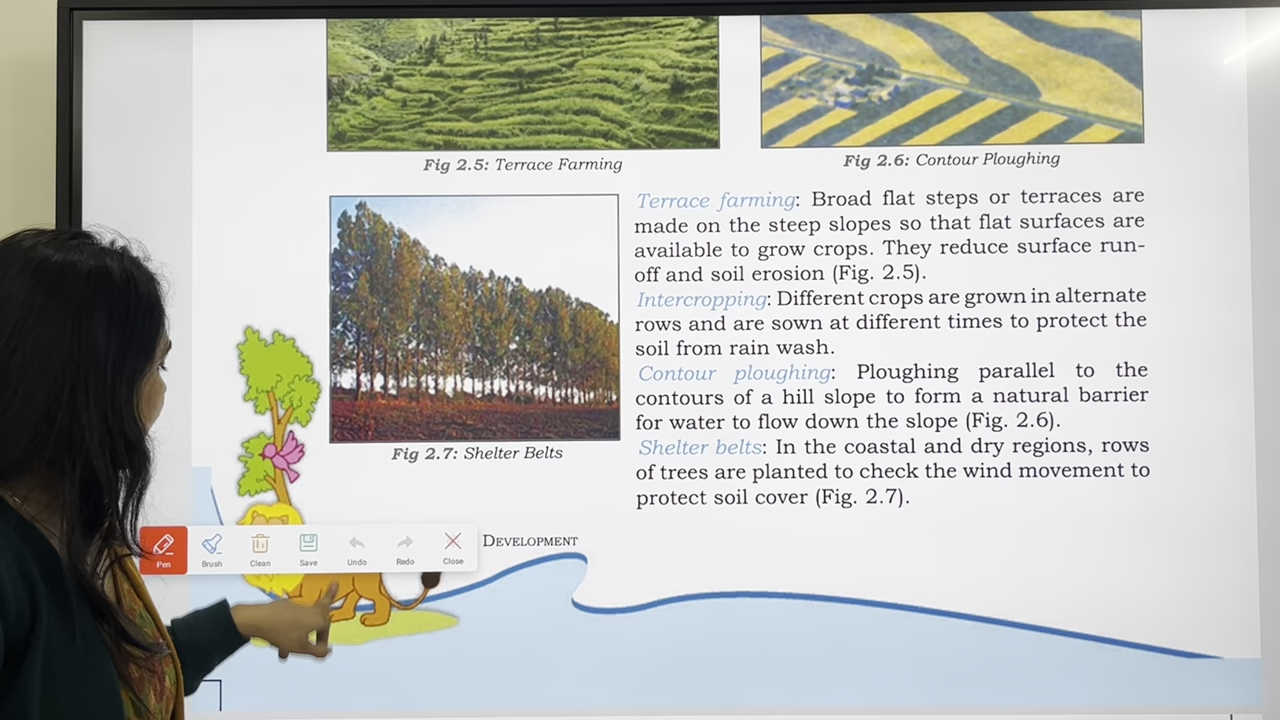 Fig 2.5: Terrace Farming
Fig 2.6: Contour Ploughing
Terrace farming: Broad flat steps or terraces are
made on the steep slopes so that flat surfaces are
available to grow crops. They reduce surface run-
off and soil erosion (Fig. 2.5).
Intercropping: Different crops are grown in alternate
rows and are sown at different times to protect the
soil from rain wash.
Contour ploughing: Ploughing parallel to the
contours of a hill slope to form a natural barrier
for water to flow down the slope (Fig. 2.6).
Shelter belts: In the coastal and dry regions, rows
of trees are planted to check the wind movement to
protect soil cover (Fig. 2.7).
Fig 2.7: Shelter Belts
DEVELOPMENT
Pen Brush Clean Save Undo Redo Close